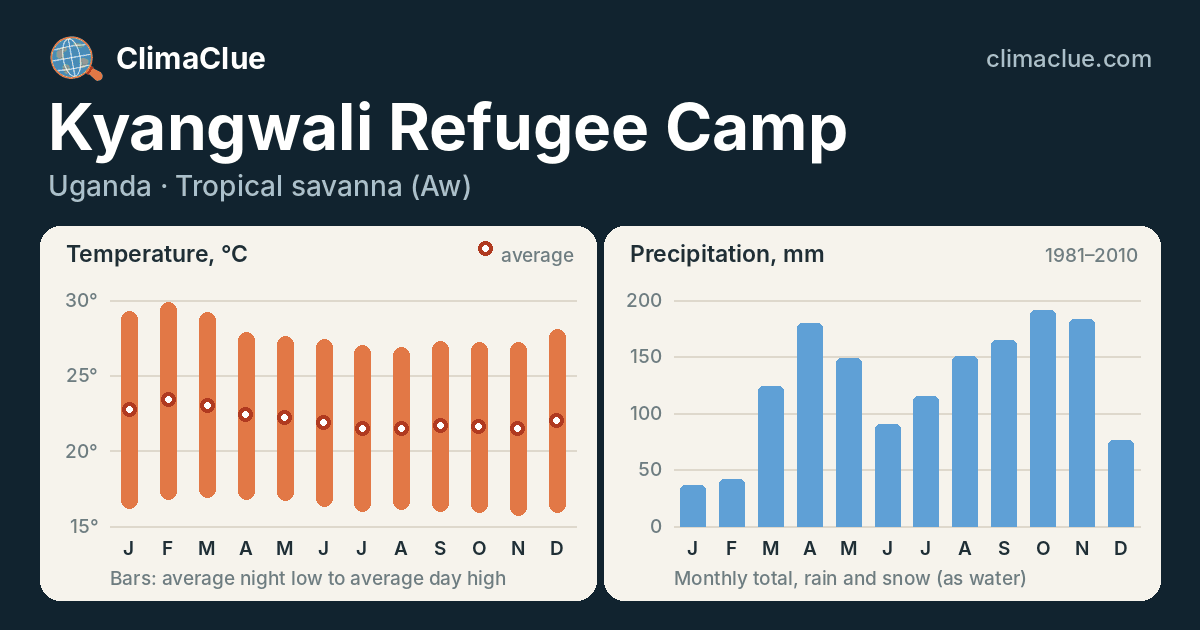 ClimaClue
climaclue.com
Kyangwali Refugee Camp
Uganda · Tropical savanna (Aw)
Temperature, °C
average
30°
25°
20°
15°
J F M A M J J A S O N D
Bars: average night low to average day high
Precipitation, mm
1981–2010
200
150
100
50
0
J F M A M J J A S O N D
Monthly total, rain and snow (as water)